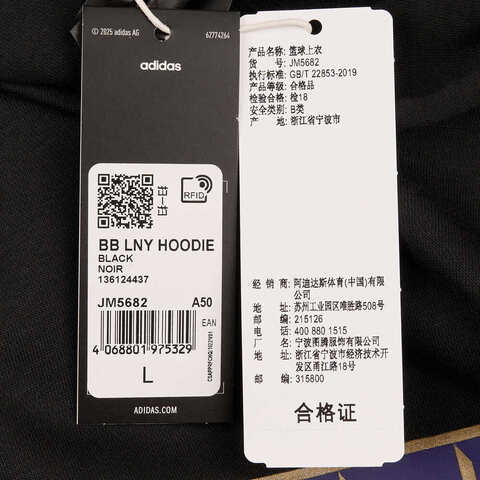 © 2025 adidas AG
67774264
adidas
扫一扫
RFID
BB LNY HOODIE
BLACK
NOIR
136124437
JM5682 A50
EAN
4 068801 975329
L
ADIDAS.COM
产品名称: 篮球上衣
货 号: JM5682
执行标准: GB/T 22853-2019
产品等级: 合格品
检验合格: 检18
安全类别: B类
产 地: 浙江省宁波市
经 销 商: 阿迪达斯体育(中国)有限
公司
地 址: 苏州工业园区唯胜路508号
邮 编: 215126
电 话: 400 880 1515
厂 名: 宁波图腾服饰有限公司
地 址: 浙江省宁波市经济技术开
发区甬江路18号
邮 编: 315800
合格证